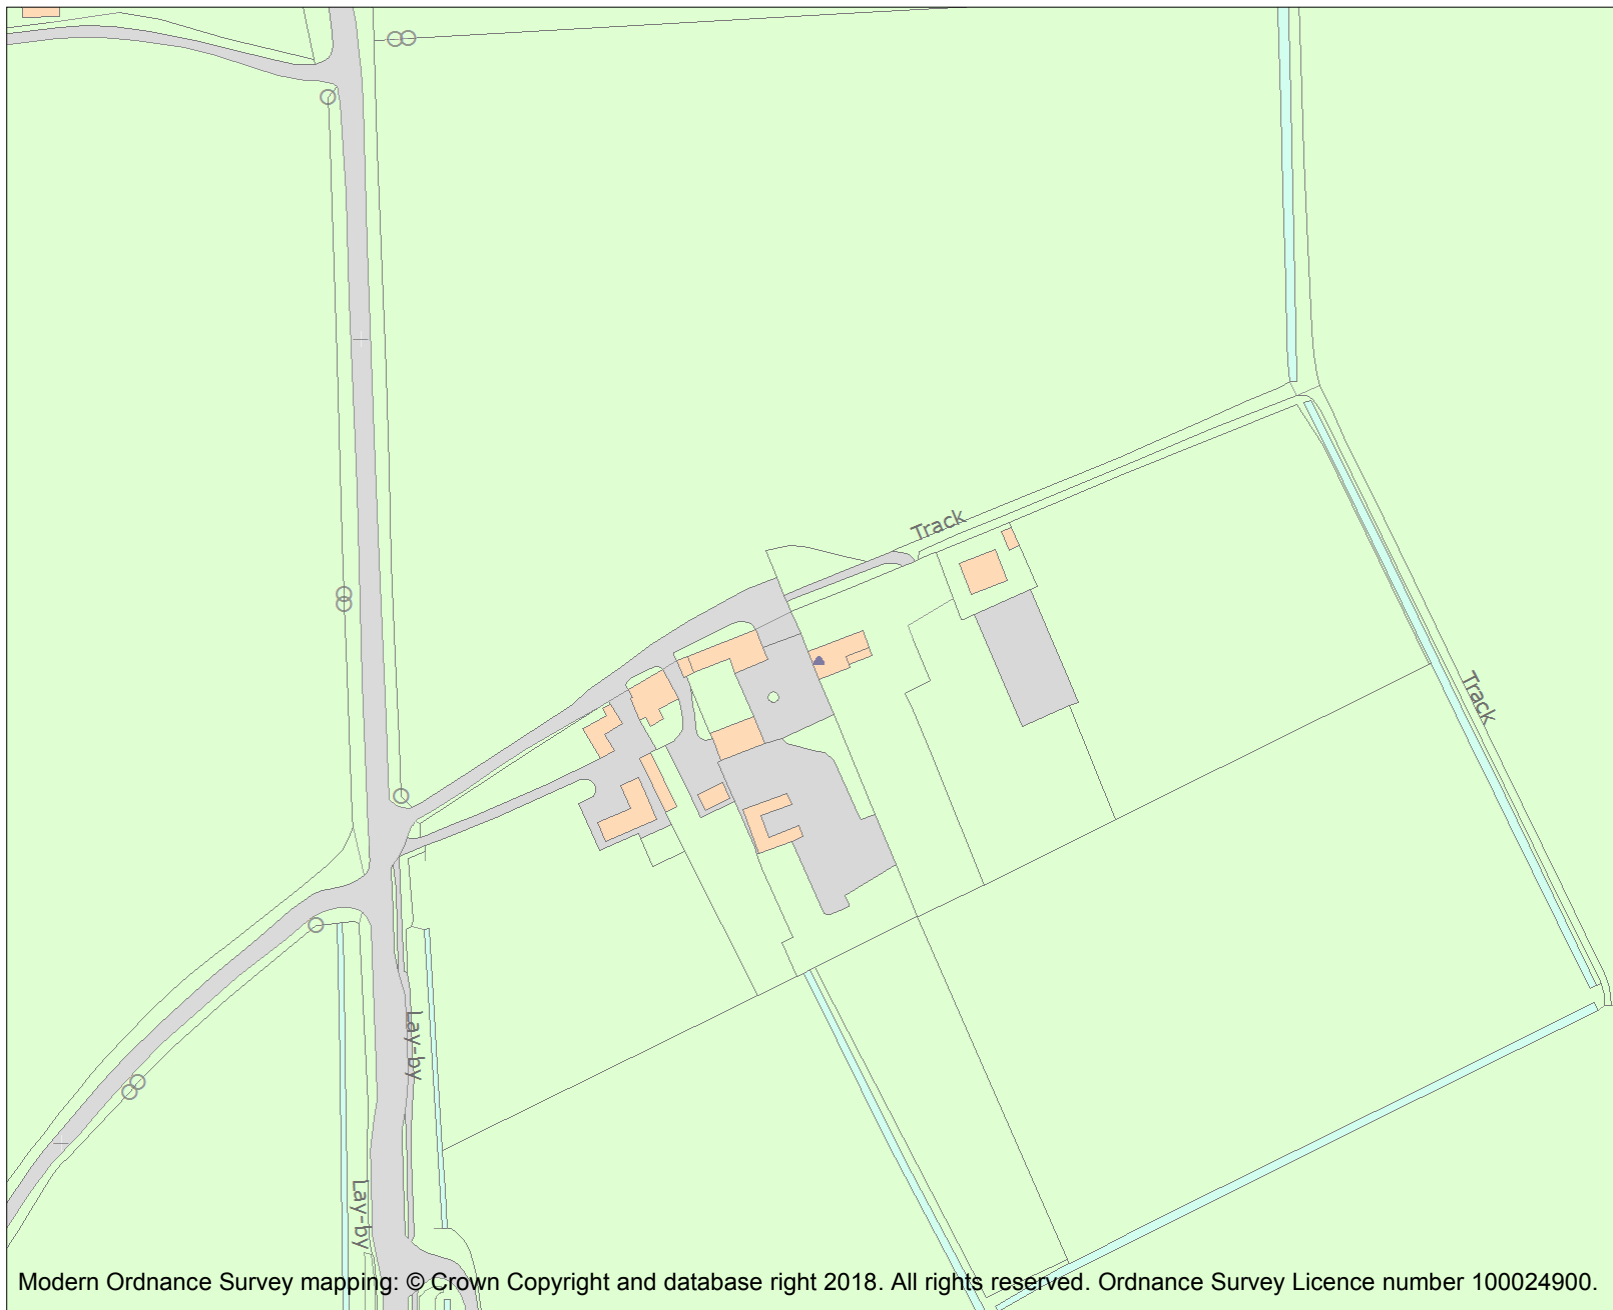 Track
Track
Lay-by
Lay-by
Modern Ordnance Survey mapping: © Crown Copyright and database right 2018. All rights reserved. Ordnance Survey Licence number 100024900.